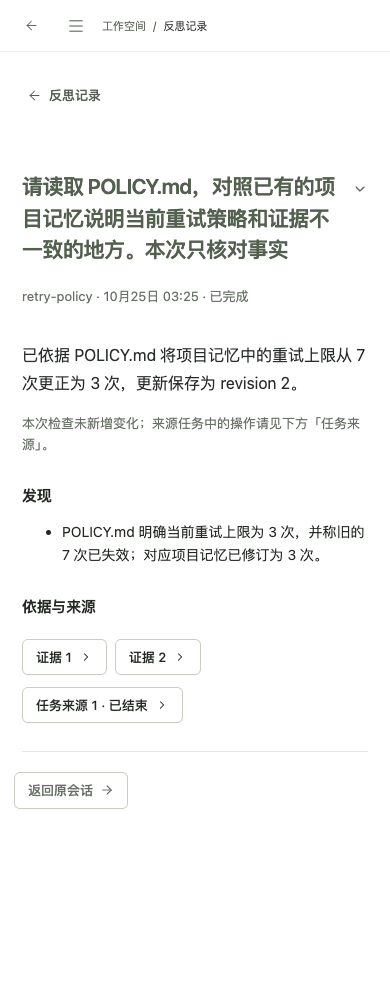 工作空间 / 反思记录
反思记录
请读取 POLICY.md，对照已有的项
目记忆说明当前重试策略和证据不
一致的地方。本次只核对事实
retry-policy · 10月25日 03:25 · 已完成
已依据 POLICY.md 将项目记忆中的重试上限从 7
次更正为 3 次，更新保存为 revision 2。
本次检查未新增变化；来源任务中的操作请见下方「任务来
源」。
发现
• POLICY.md 明确当前重试上限为 3 次，并称旧的
7 次已失效；对应项目记忆已修订为 3 次。
依据与来源
证据 1
证据 2
任务来源 1 · 已结束
返回原会话